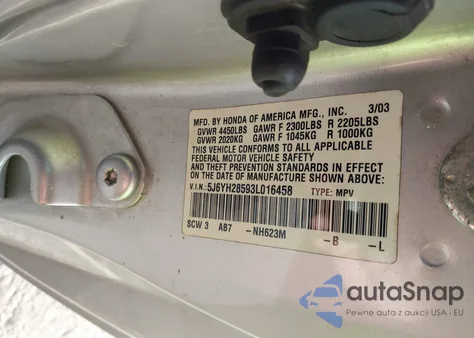 MFD. BY HONDA OF AMERICA MFG., INC. 3/03
GVWR 4450LBS GAWR F 2300LBS R 2205LBS
GVWR 2020KG GAWR F 1045KG R 1000KG
THIS VEHICLE CONFORMS TO ALL APPLICABLE
FEDERAL MOTOR VEHICLE SAFETY
AND THEFT PREVENTION STANDARDS IN EFFECT
ON THE DATE OF MANUFACTURE SHOWN ABOVE:
V.I.N.: 5J6YH28593L016458 TYPE: MPV
SCW 3 AB7 -NH623M -B -L
autaSnap
Pewne auta z aukcji USA - EU